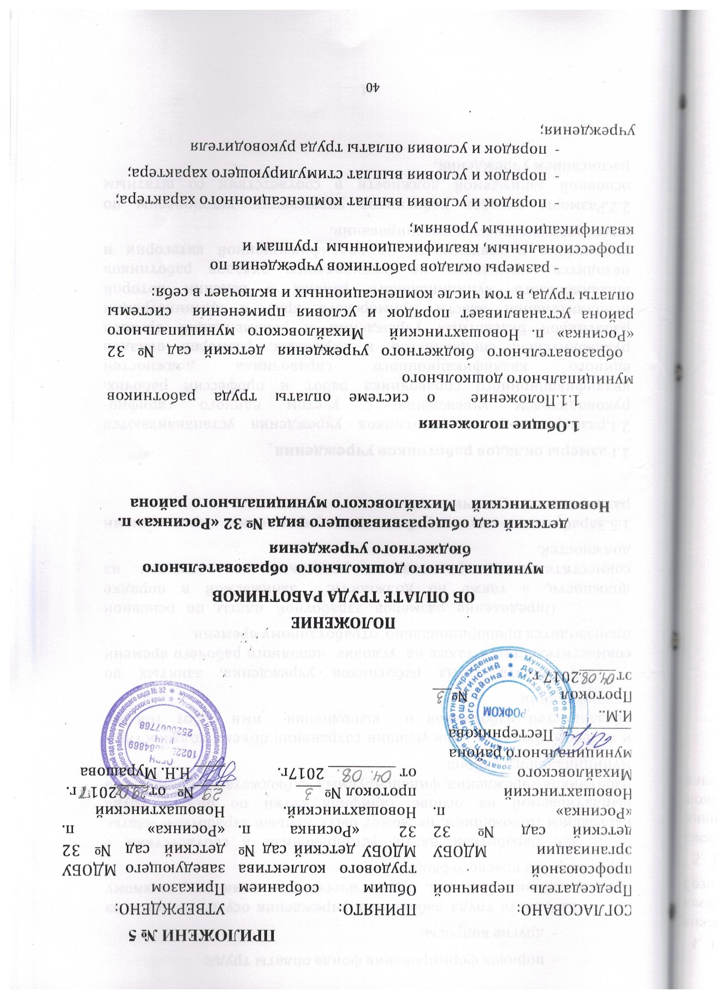 ПРИЛОЖЕНИ № 5
СОГЛАСОВАНО:
Председатель первичной
профсоюзной
организации МДОБУ
детский сад № 32
«Росинка» п.
Новошахтинский
Михайловского
муниципального района
Пестерникова
И.М..
Протокол № 3
от 04.08.2017 г.
ПРИНЯТО:
Общим собранием
трудового коллектива
МДОБУ детский сад №
32 «Росинка п.
Новошахтинский.
протокол № 3
от 04. 08. 2017г.
УТВЕРЖДЕНО:
Приказом
заведующего МДОБУ
детский сад № 32
«Росинка» п.
Новошахтинский
29 № от 2017г.
Н.Н. Мурашова
ПРОФКОМ
ОГРН
ИНН
ПОЛОЖЕНИЕ
ОБ ОПЛАТЕ ТРУДА РАБОТНИКОВ
муниципального дошкольного образовательного
бюджетного учреждения
детский сад общеразвивающего вида № 32 «Росинка» п.
Новошахтинский Михайловского муниципального района
1.Общие положения
1.1.Положение о системе оплаты труда работников
муниципального дошкольного
образовательного бюджетного учреждения детский сад № 32
«Росинка» п. Новошахтинский Михайловского муниципального
района устанавливает порядок и условия применения системы
оплаты труда, в том числе компенсационных и включает в себя:
- размеры окладов работников учреждения по
профессиональным, квалификационным группам и
квалификационным уровням;
- порядок и условия выплат компенсационного характера;
- порядок и условия выплат стимулирующего характера;
- порядок и условия оплаты труда руководителя
учреждения;
40